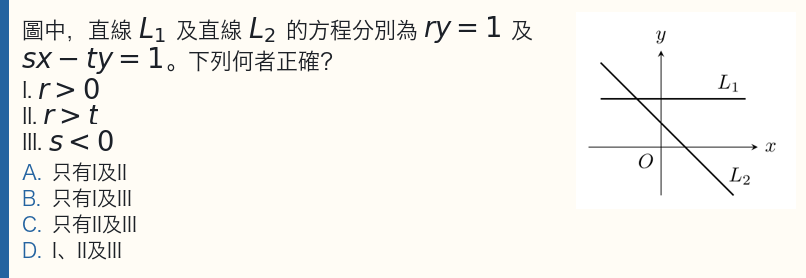 圖中，直線 L₁ 及直線 L₂ 的方程分別為 ry = 1 及
sx − ty = 1。下列何者正確?
I. r > 0
II. r > t
III. s < 0
A. 只有I及II
B. 只有I及III
C. 只有II及III
D. I、II及III
y
L₁
x
O
L₂